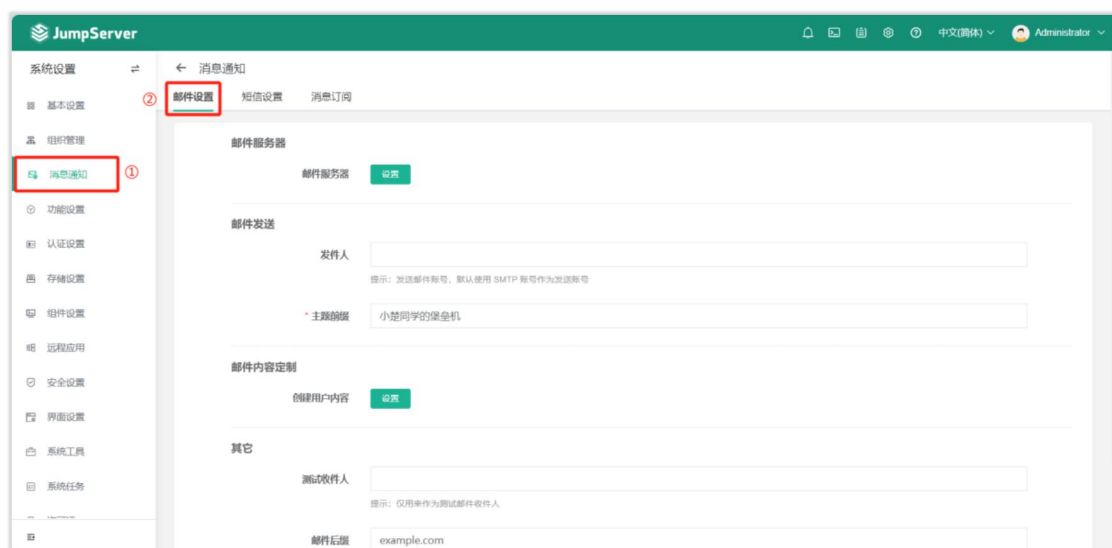 JumpServer
中文(简体)
Administrator
系统设置
消息通知
② 邮件设置 短信设置 消息订阅
基本设置
组织管理
消息通知 ①
功能设置
认证设置
存储设置
组件设置
远程应用
安全设置
界面设置
系统工具
系统任务
邮件服务器
邮件服务器 设置
邮件发送
发件人
提示：发送邮件账号，默认使用 SMTP 账号作为发送账号
* 主题前缀 小楚同学的堡垒机
邮件内容定制
创建用户内容 设置
其它
测试收件人
提示：仅用来作为测试邮件收件人
邮件后缀 example.com